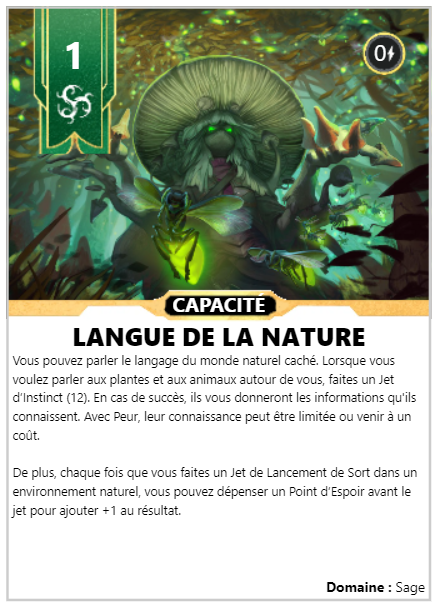 1
0
CAPACITÉ
LANGUE DE LA NATURE
Vous pouvez parler le langage du monde naturel caché. Lorsque vous
voulez parler aux plantes et aux animaux autour de vous, faites un Jet
d'Instinct (12). En cas de succès, ils vous donneront les informations qu'ils
connaissent. Avec Peur, leur connaissance peut être limitée ou venir à un
coût.
De plus, chaque fois que vous faites un Jet de Lancement de Sort dans un
environnement naturel, vous pouvez dépenser un Point d'Espoir avant le
jet pour ajouter +1 au résultat.
Domaine : Sage